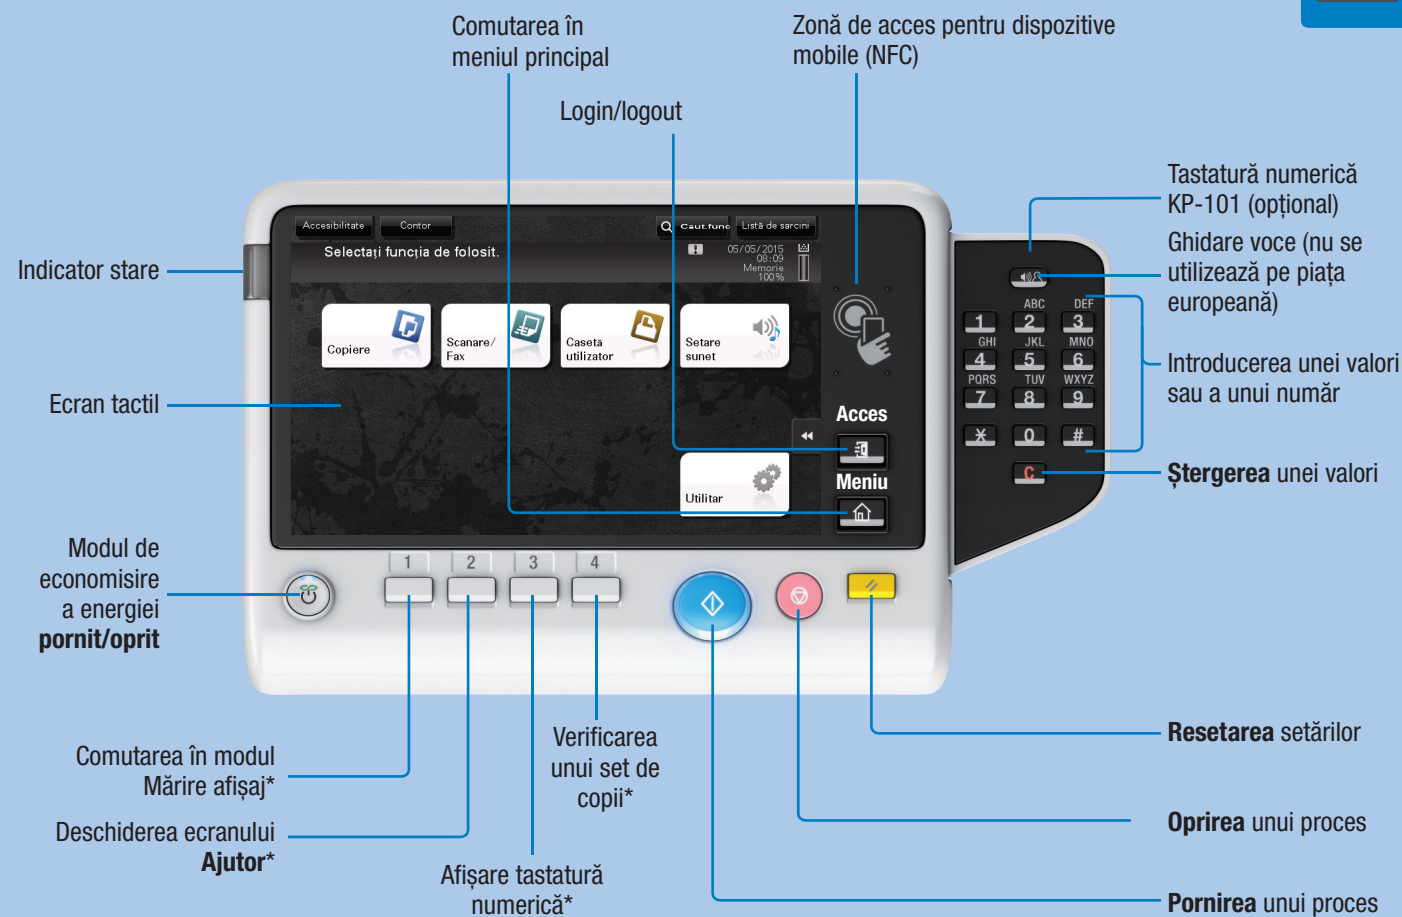 Comutarea în
meniul principal
Zonă de acces pentru dispozitive
mobile (NFC)
Login/logout
Tastatură numerică
KP-101 (opțional)
Ghidare voce (nu se
utilizează pe piața
europeană)
Introducerea unei valori
sau a unui număr
Ștergerea unei valori
Indicator stare
Ecran tactil
Modul de
economisire
a energiei
pornit/oprit
Accesibilitate
Contor
Caut.func
Listă de sarcini
Selectați funcția de folosit.
05/05/2015
08:09
Memorie
100%
Copiere
Scanare/
Fax
Casetă
utilizator
Setare
sunet
Utilitar
Acces
Meniu
ABC DEF
1 2 3
GHI JKL MNO
4 5 6
PQRS TUV WXYZ
7 8 9
* 0 #
C
1 2 3 4
Comutarea în modul
Mărire afișaj*
Deschiderea ecranului
Ajutor*
Afișare tastatură
numerică*
Verificarea
unui set de
copii*
Resetarea setărilor
Oprirea unui proces
Pornirea unui proces